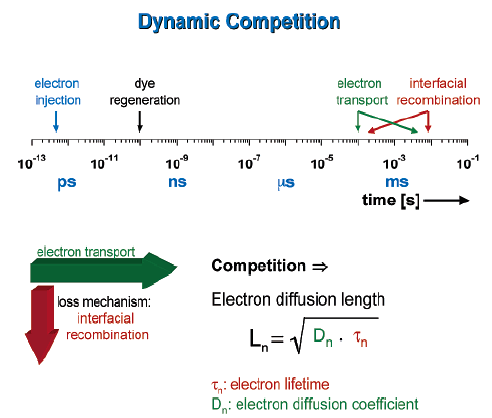 Dynamic Competition
electron
injection
dye
regeneration
electron
transport
interfacial
recombination
10⁻¹³ 10⁻¹¹ 10⁻⁹ 10⁻⁷ 10⁻⁵ 10⁻³ 10⁻¹
ps ns μs ms
time [s]
electron transport
loss mechanism:
interfacial
recombination
Competition ⇒
Electron diffusion length
Lₙ= √Dₙ · τₙ
τₙ: electron lifetime
Dₙ: electron diffusion coefficient